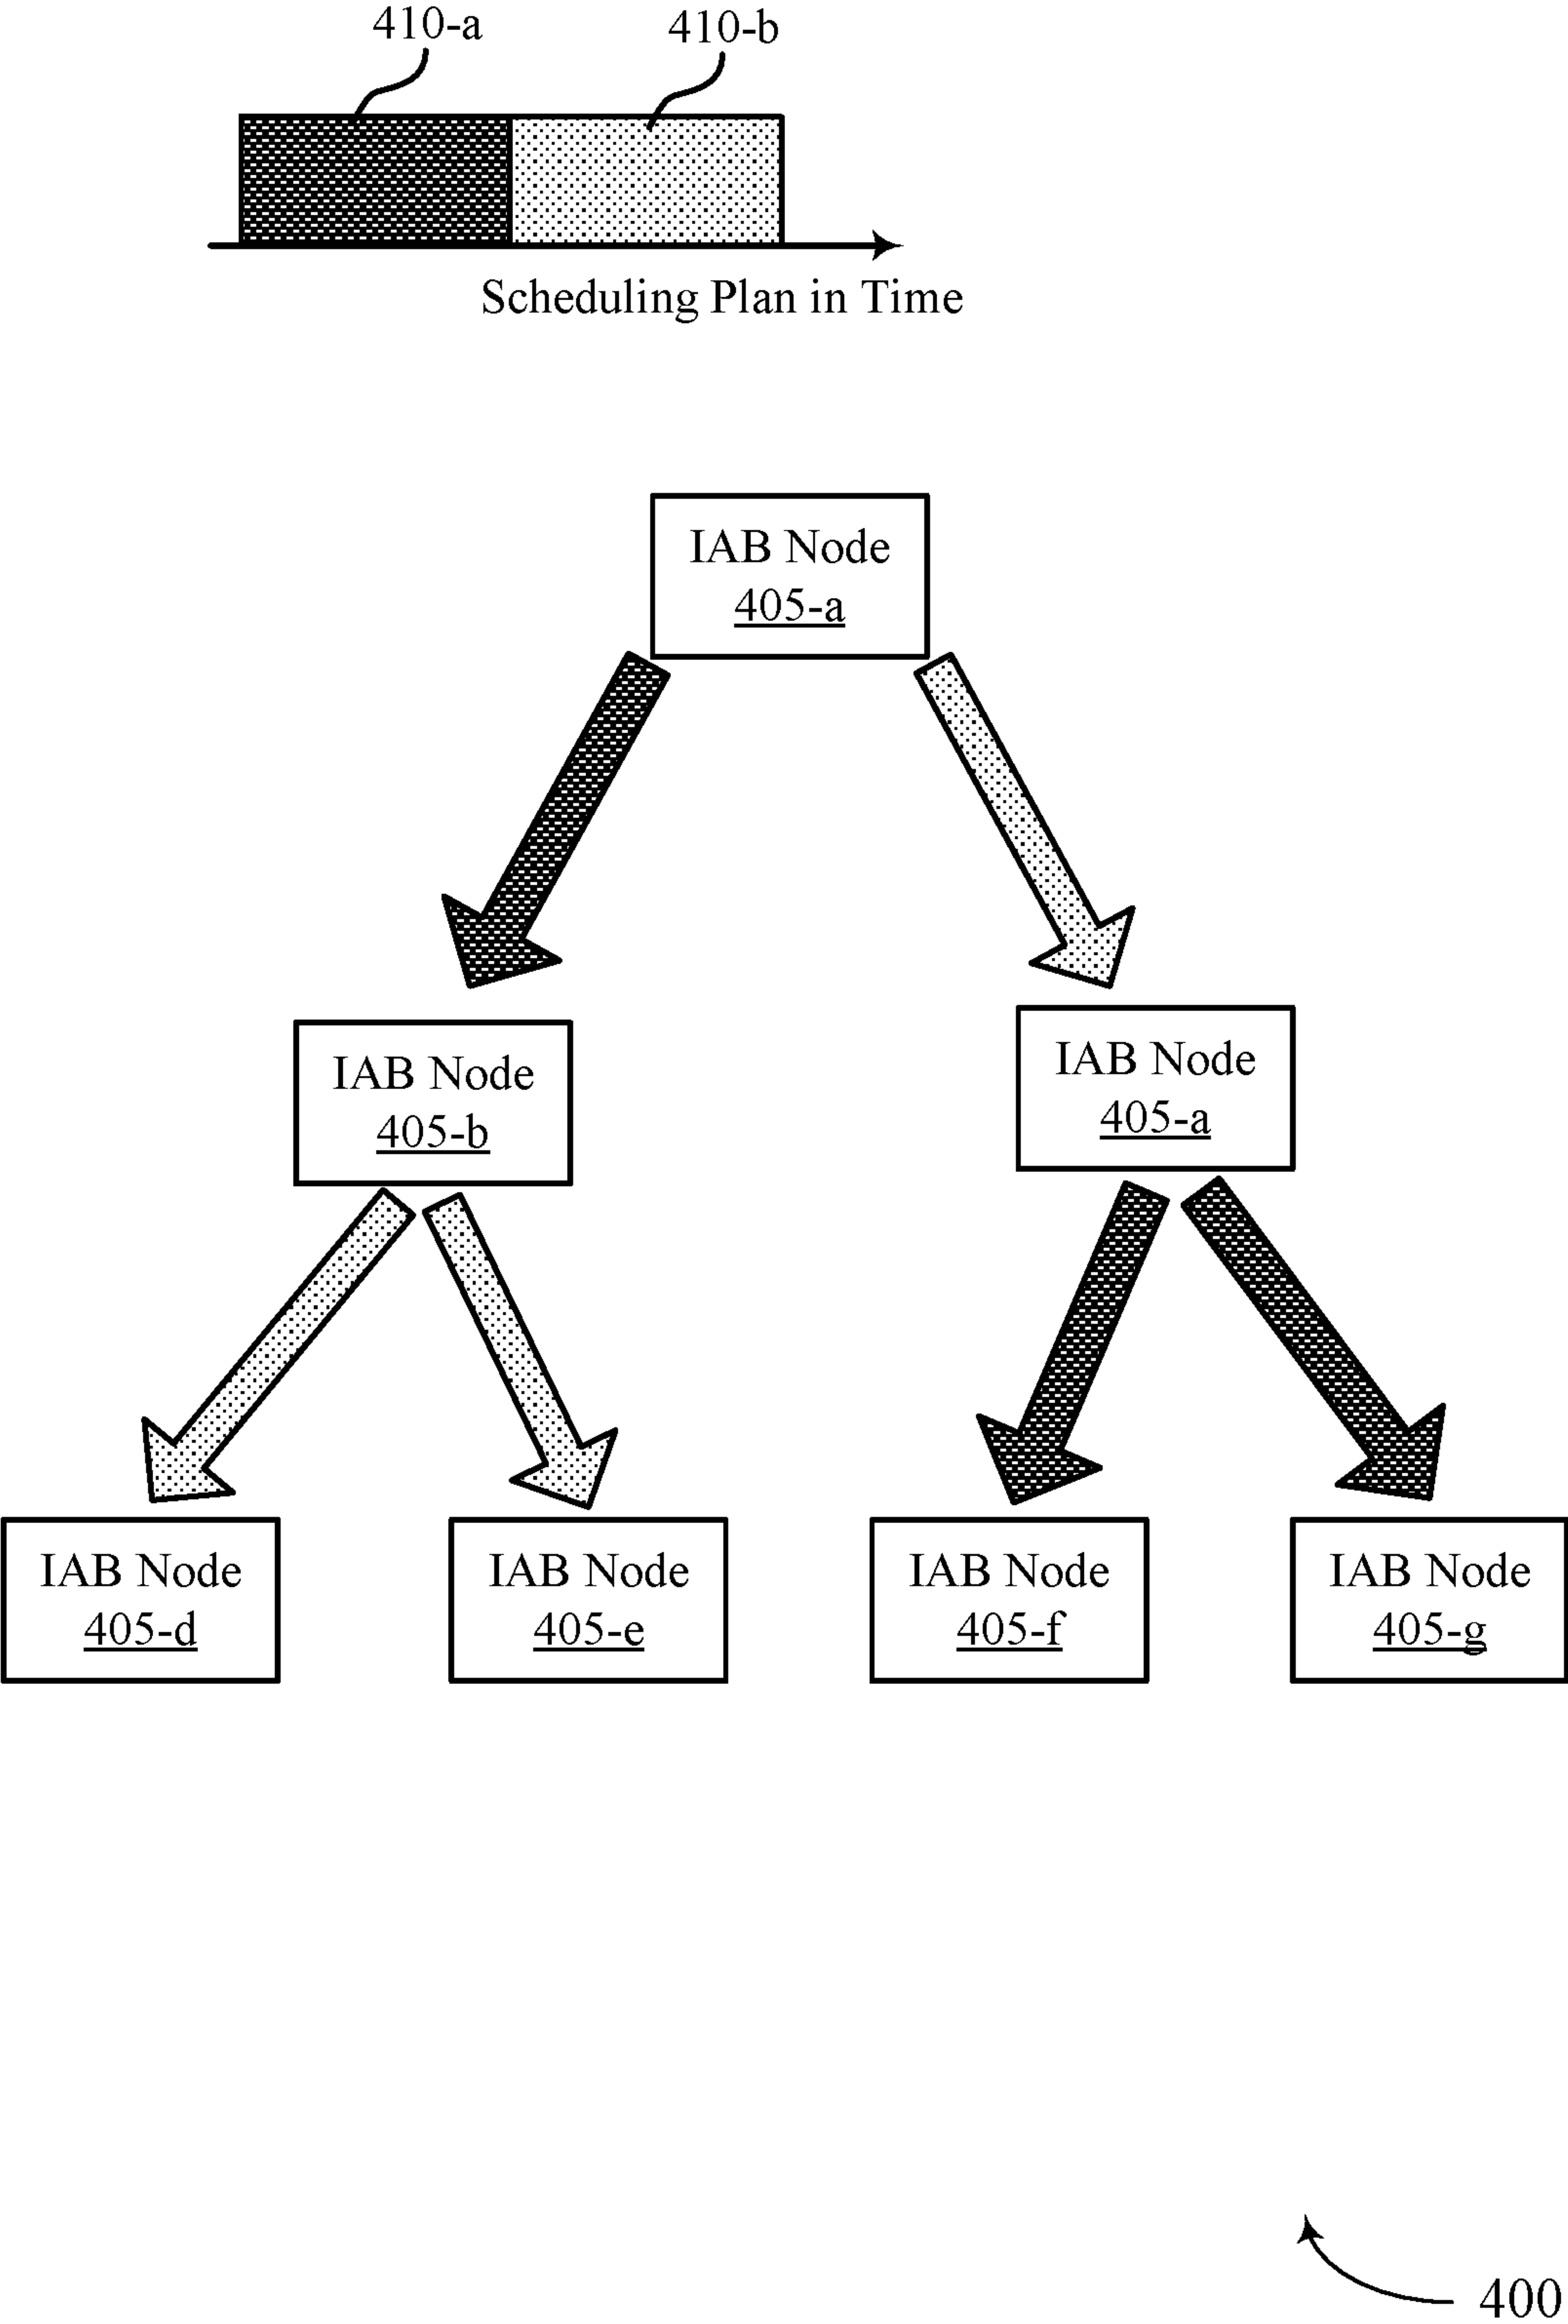 410-a
410-b
Scheduling Plan in Time
IAB Node
405-a
IAB Node
405-b
IAB Node
405-a
IAB Node
405-d
IAB Node
405-e
IAB Node
405-f
IAB Node
405-g
400